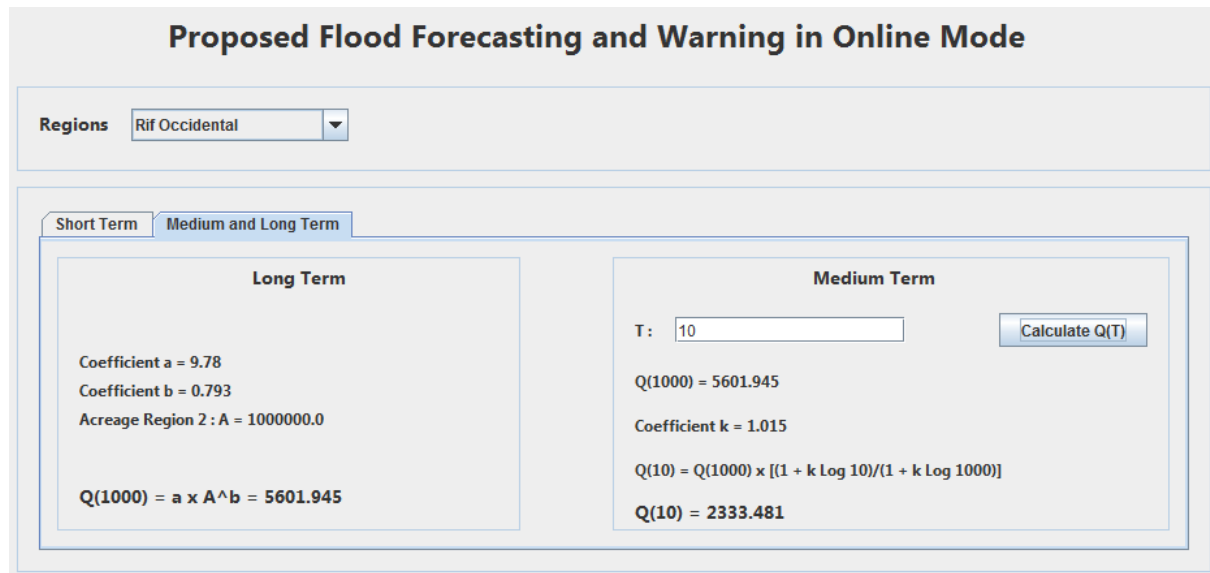 Proposed Flood Forecasting and Warning in Online Mode
Regions Rif Occidental
Short Term Medium and Long Term
Long Term
Coefficient a = 9.78
Coefficient b = 0.793
Acreage Region 2 : A = 1000000.0
Q(1000) = a x A^b = 5601.945
Medium Term
T : 10 Calculate Q(T)
Q(1000) = 5601.945
Coefficient k = 1.015
Q(10) = Q(1000) x [(1 + k Log 10)/(1 + k Log 1000)]
Q(10) = 2333.481